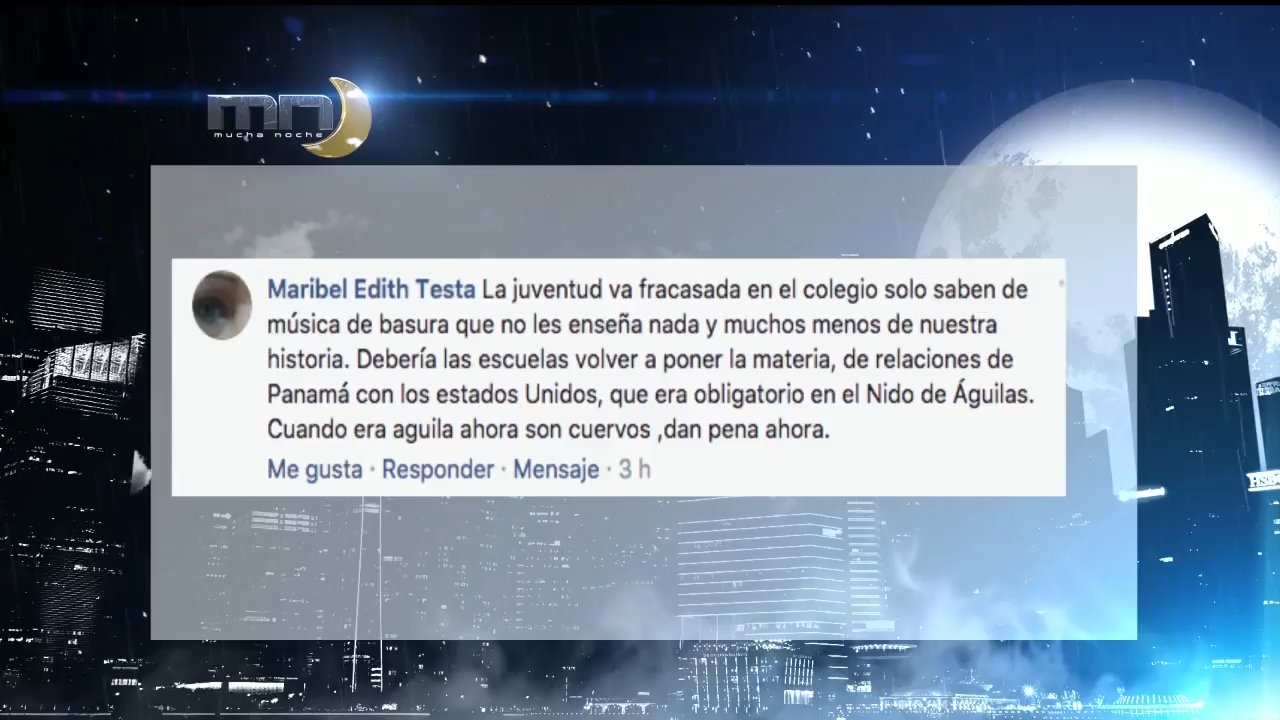 mn
mucha noche
Maribel Edith Testa La juventud va fracasada en el colegio solo saben de
música de basura que no les enseña nada y muchos menos de nuestra
historia. Debería las escuelas volver a poner la materia, de relaciones de
Panamá con los estados Unidos, que era obligatorio en el Nido de Águilas.
Cuando era aguila ahora son cuervos ,dan pena ahora.
Me gusta · Responder · Mensaje · 3 h